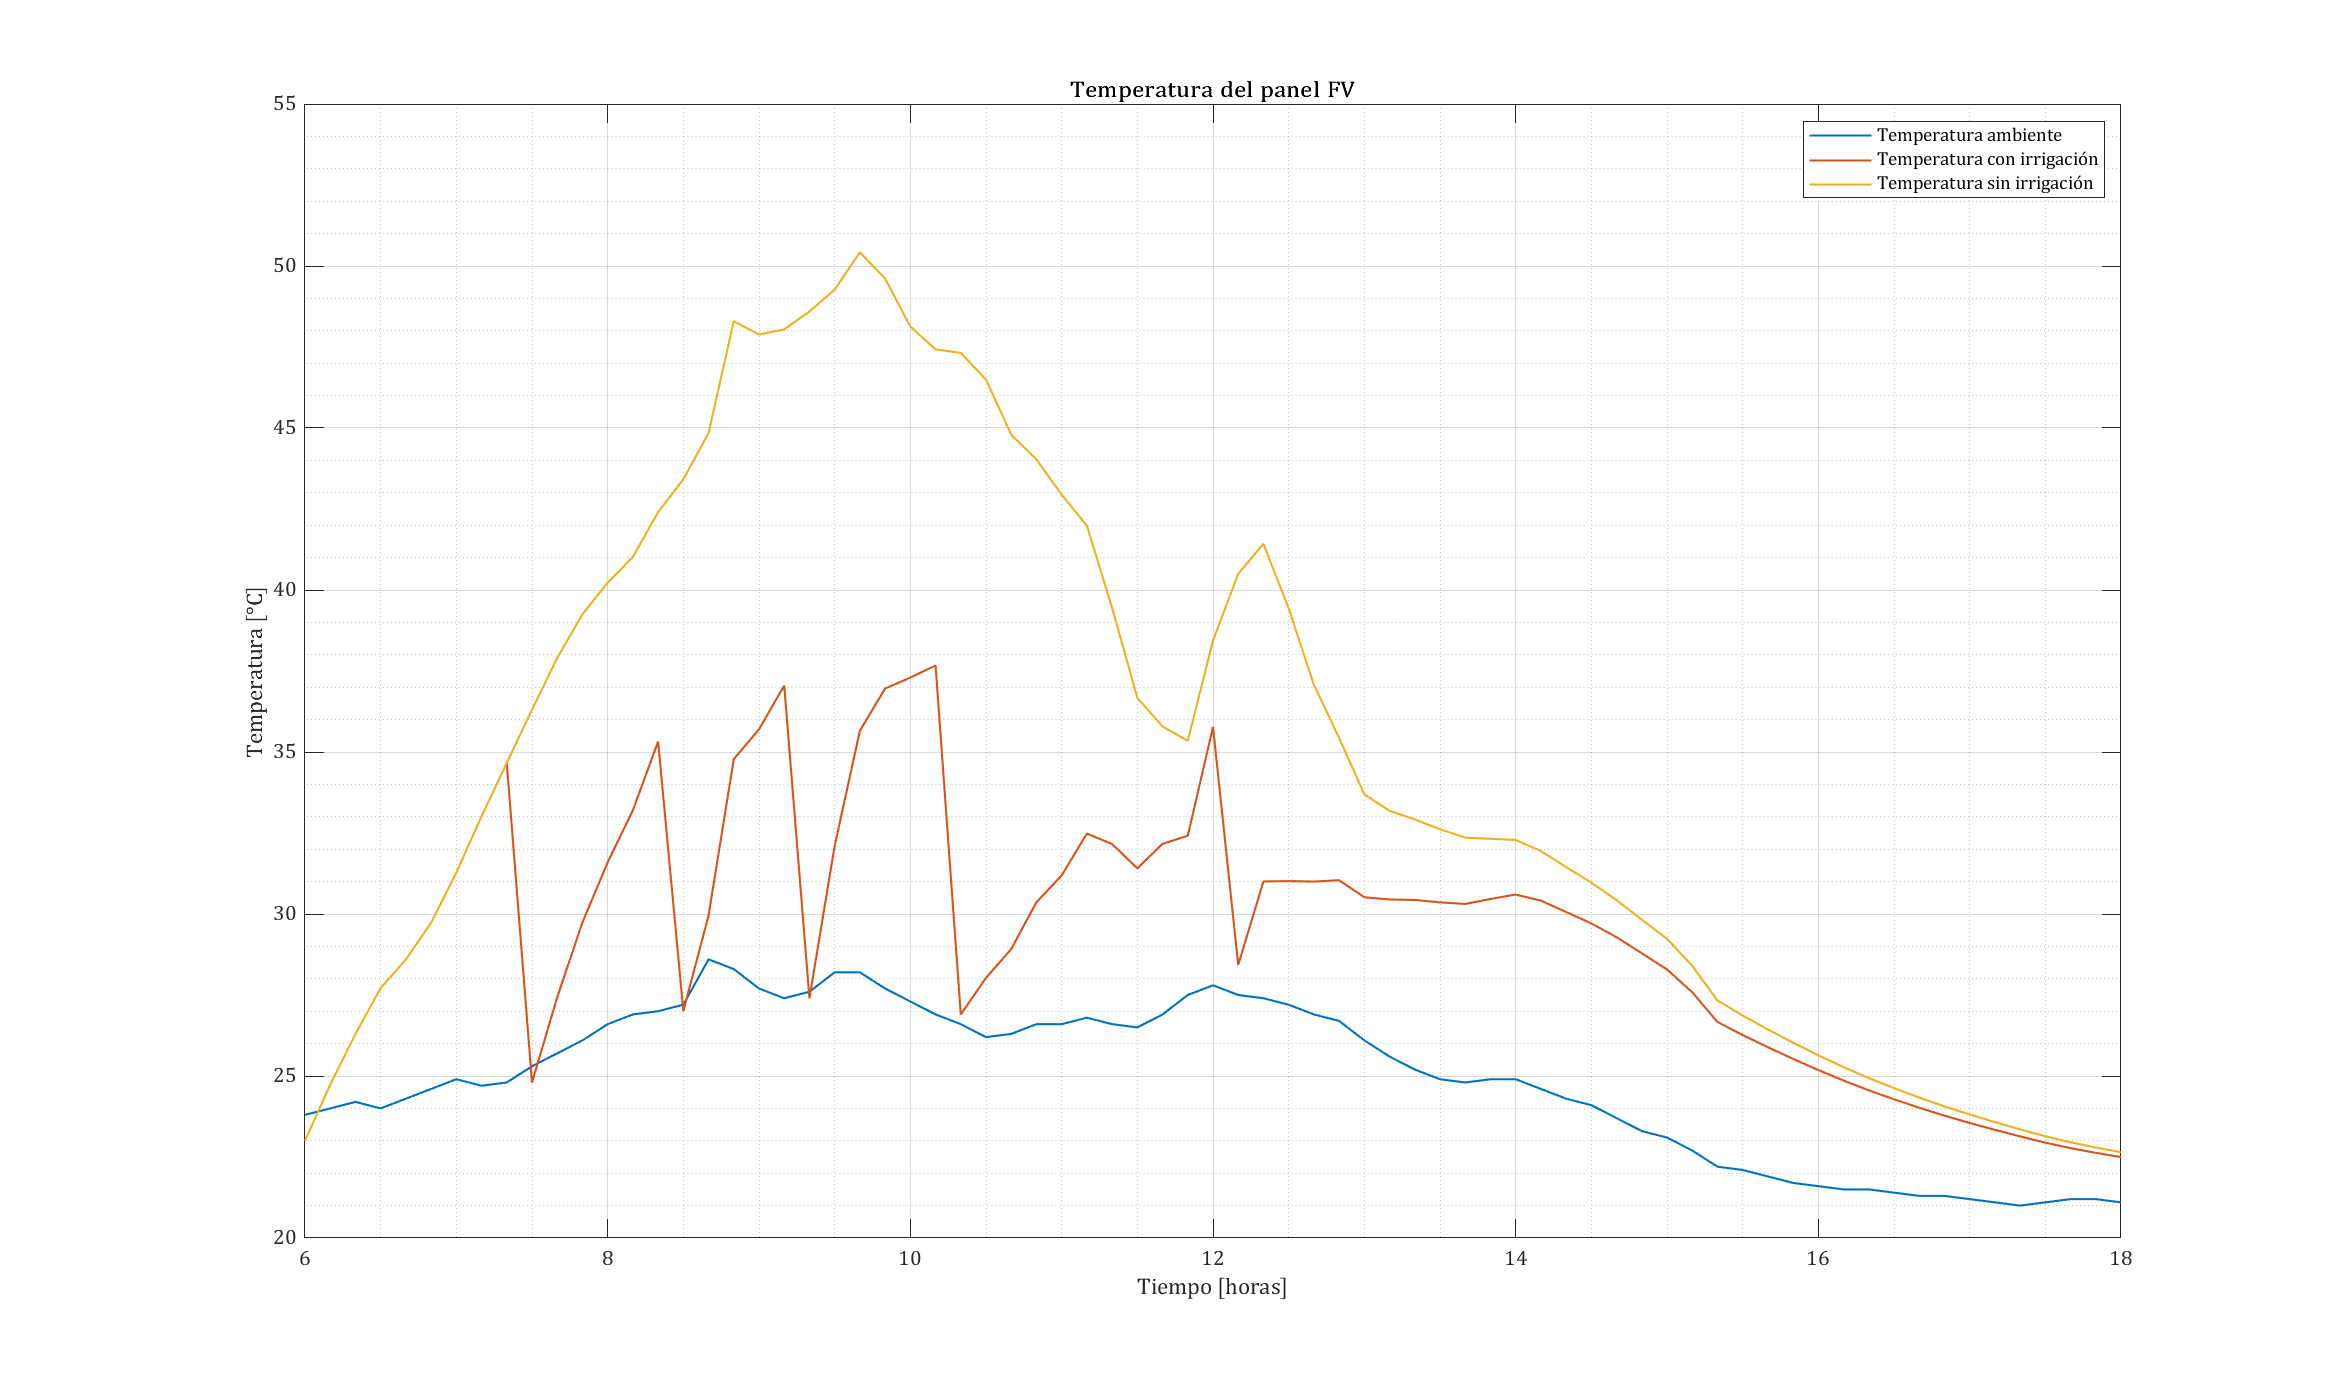 Temperatura del panel FV
55
50
45
40
35
30
25
20
Temperatura [°C]
6
8
10
12
14
16
18
Tiempo [horas]
Temperatura ambiente
Temperatura con irrigación
Temperatura sin irrigación